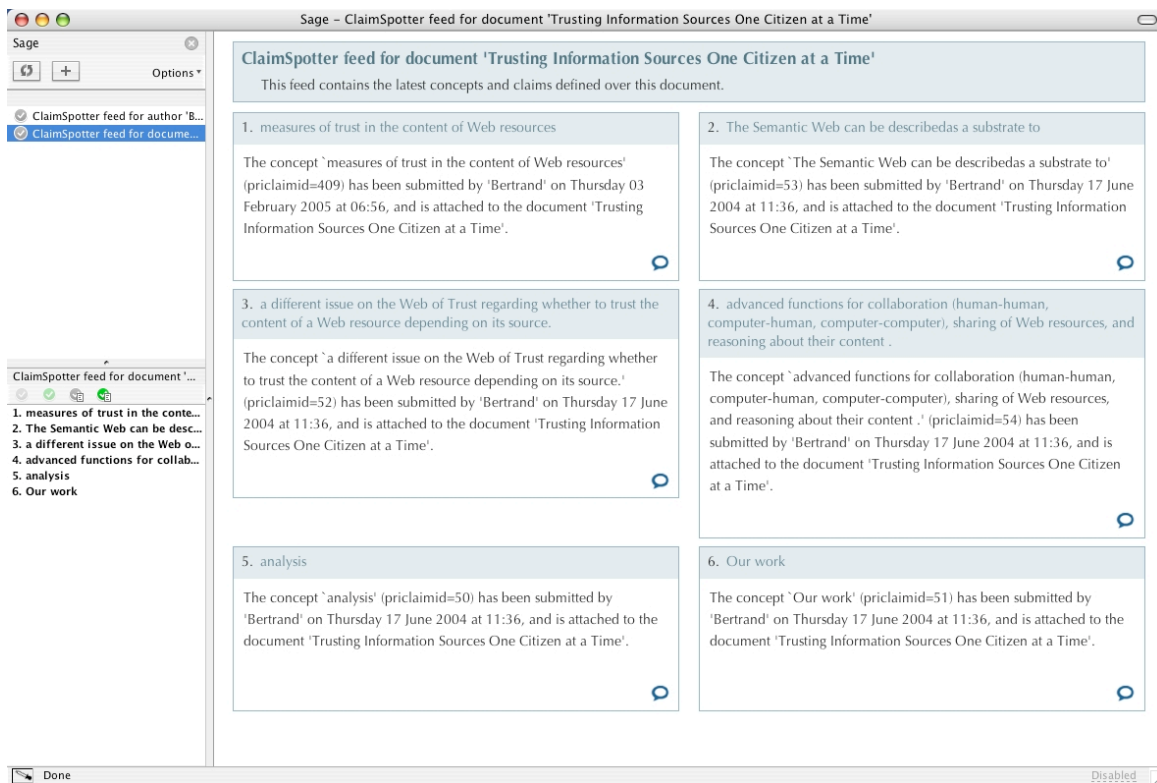 Sage – ClaimSpotter feed for document 'Trusting Information Sources One Citizen at a Time'
Sage
Options
ClaimSpotter feed for author 'B...
ClaimSpotter feed for docume...
ClaimSpotter feed for document '...
1. measures of trust in the conte...
2. The Semantic Web can be desc...
3. a different issue on the Web o...
4. advanced functions for collab...
5. analysis
6. Our work
ClaimSpotter feed for document 'Trusting Information Sources One Citizen at a Time'
This feed contains the latest concepts and claims defined over this document.
1. measures of trust in the content of Web resources
The concept `measures of trust in the content of Web resources'
(priclaimid=409) has been submitted by 'Bertrand' on Thursday 03
February 2005 at 06:56, and is attached to the document 'Trusting
Information Sources One Citizen at a Time'.
2. The Semantic Web can be describedas a substrate to
The concept `The Semantic Web can be describedas a substrate to'
(priclaimid=53) has been submitted by 'Bertrand' on Thursday 17 June
2004 at 11:36, and is attached to the document 'Trusting Information
Sources One Citizen at a Time'.
3. a different issue on the Web of Trust regarding whether to trust the
content of a Web resource depending on its source.
The concept `a different issue on the Web of Trust regarding whether
to trust the content of a Web resource depending on its source.'
(priclaimid=52) has been submitted by 'Bertrand' on Thursday 17 June
2004 at 11:36, and is attached to the document 'Trusting Information
Sources One Citizen at a Time'.
4. advanced functions for collaboration (human-human,
computer-human, computer-computer), sharing of Web resources, and
reasoning about their content .
The concept `advanced functions for collaboration (human-human,
computer-human, computer-computer), sharing of Web resources,
and reasoning about their content .' (priclaimid=54) has been
submitted by 'Bertrand' on Thursday 17 June 2004 at 11:36, and is
attached to the document 'Trusting Information Sources One Citizen
at a Time'.
5. analysis
The concept `analysis' (priclaimid=50) has been submitted by
'Bertrand' on Thursday 17 June 2004 at 11:36, and is attached to the
document 'Trusting Information Sources One Citizen at a Time'.
6. Our work
The concept `Our work' (priclaimid=51) has been submitted by
'Bertrand' on Thursday 17 June 2004 at 11:36, and is attached to the
document 'Trusting Information Sources One Citizen at a Time'.
Done
Disabled